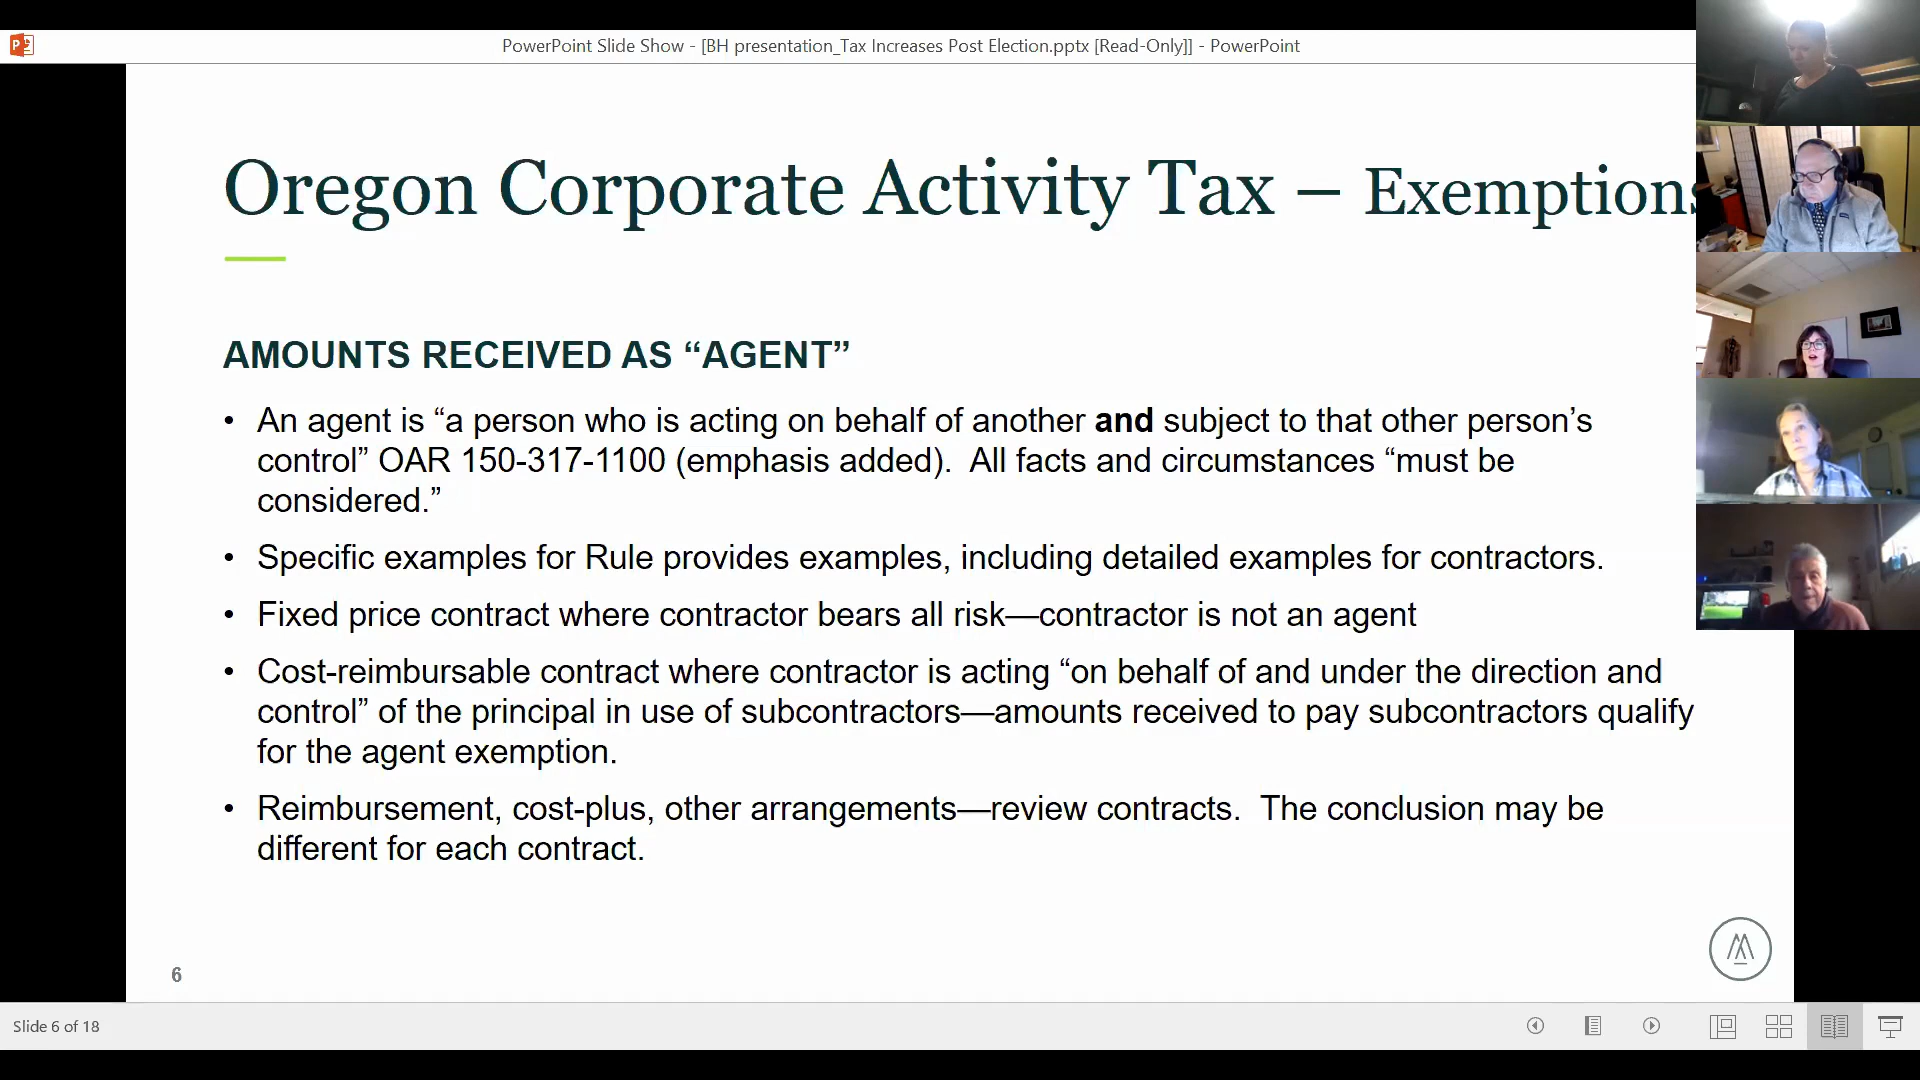 PowerPoint Slide Show - [BH presentation_Tax Increases Post Election.pptx [Read-Only]] - PowerPoint
Oregon Corporate Activity Tax – Exemptions
AMOUNTS RECEIVED AS “AGENT”
• An agent is “a person who is acting on behalf of another and subject to that other person’s
control” OAR 150-317-1100 (emphasis added).  All facts and circumstances “must be
considered.”
• Specific examples for Rule provides examples, including detailed examples for contractors.
• Fixed price contract where contractor bears all risk—contractor is not an agent
• Cost-reimbursable contract where contractor is acting “on behalf of and under the direction and
control” of the principal in use of subcontractors—amounts received to pay subcontractors qualify
for the agent exemption.
• Reimbursement, cost-plus, other arrangements—review contracts.  The conclusion may be
different for each contract.
6
Slide 6 of 18